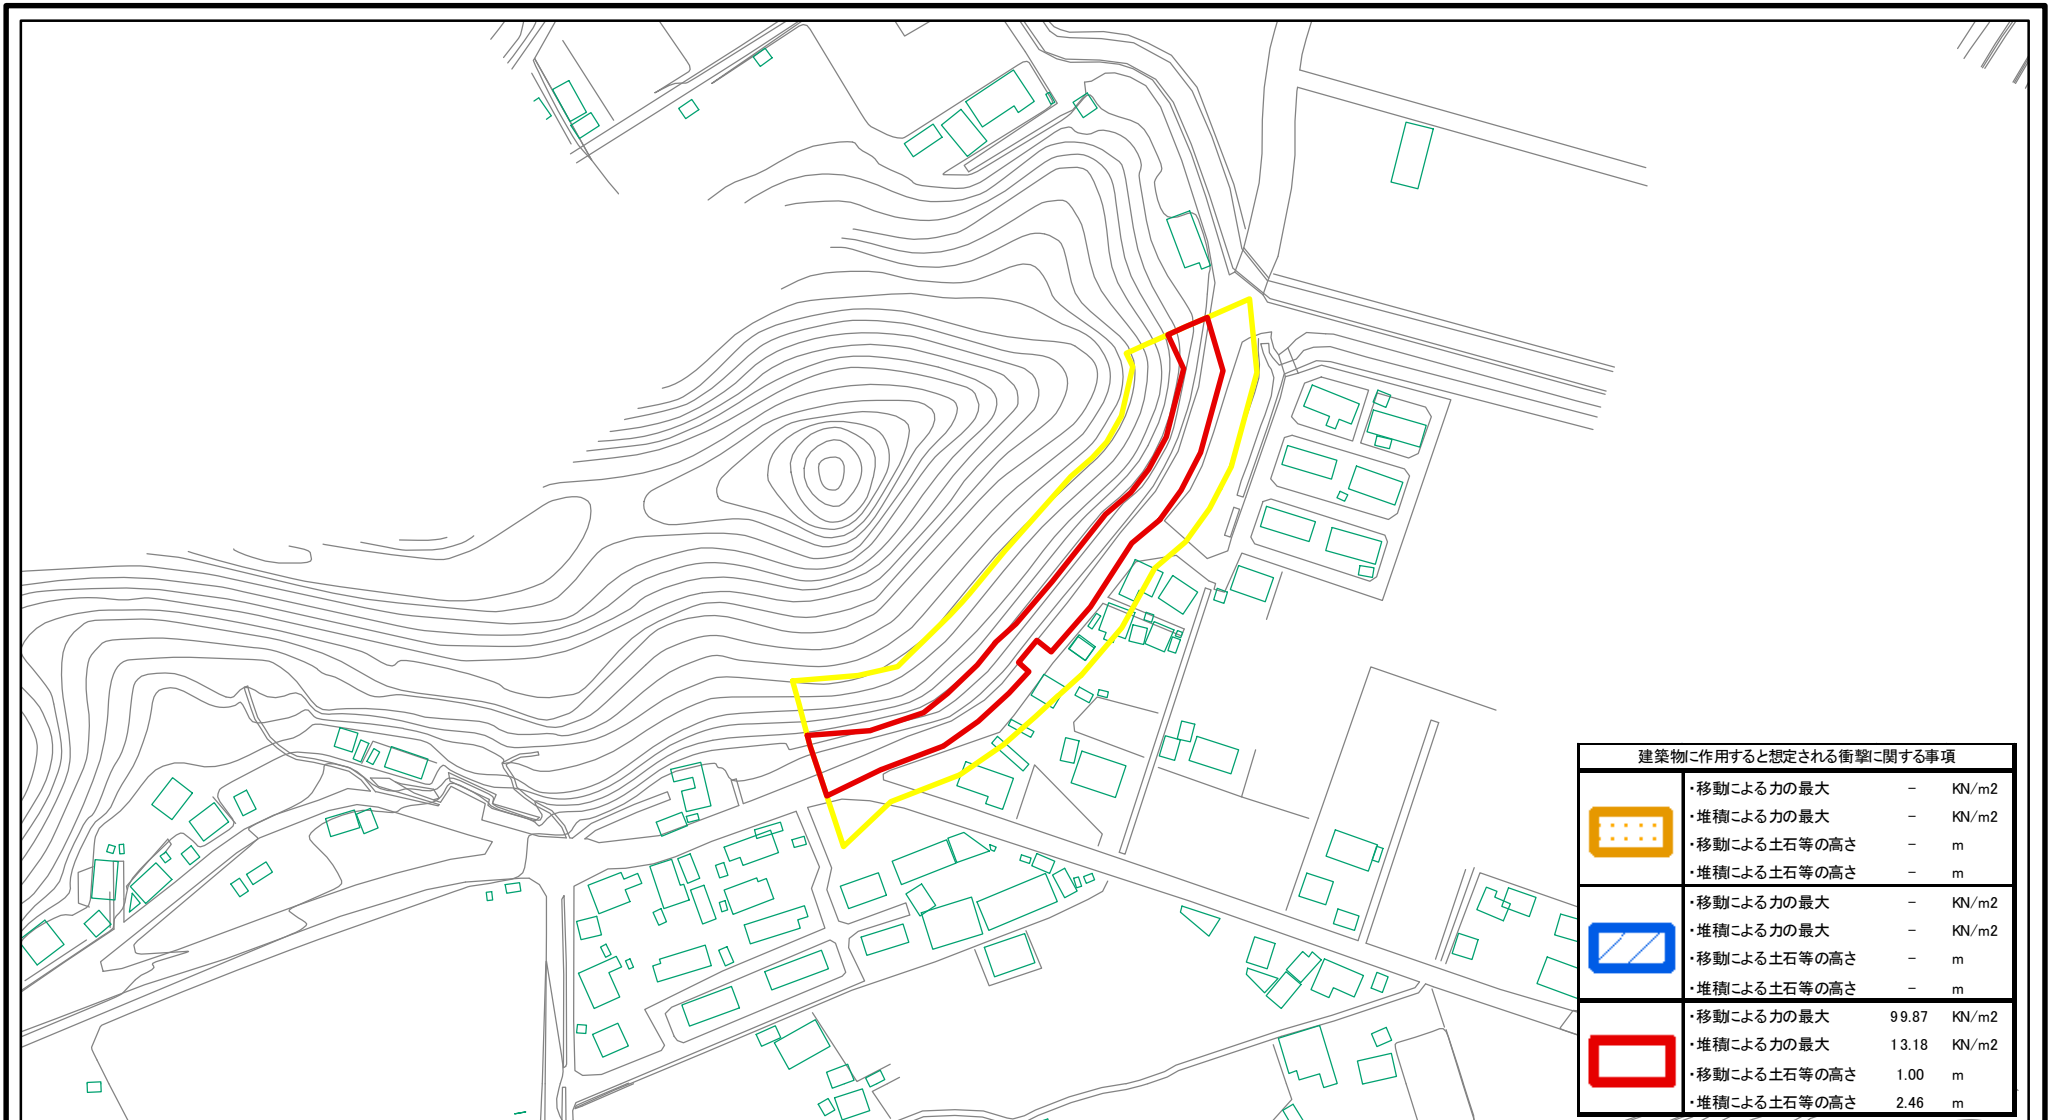 建築物に作用すると想定される衝撃に関する事項
・移動による力の最大 － KN/m2
・堆積による力の最大 － KN/m2
・移動による土石等の高さ － m
・堆積による土石等の高さ － m
・移動による力の最大 － KN/m2
・堆積による力の最大 － KN/m2
・移動による土石等の高さ － m
・堆積による土石等の高さ － m
・移動による力の最大 99.87 KN/m2
・堆積による力の最大 13.18 KN/m2
・移動による土石等の高さ 1.00 m
・堆積による土石等の高さ 2.46 m